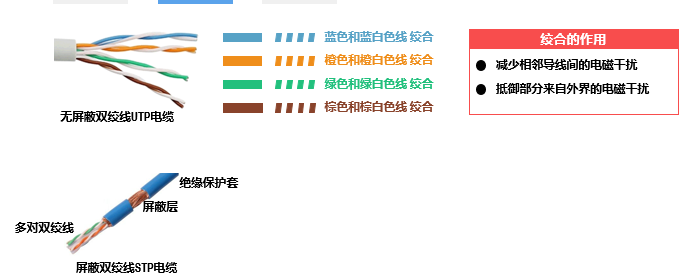 蓝色和蓝白色线 绞合
橙色和橙白色线 绞合
绿色和绿白色线 绞合
棕色和棕白色线 绞合
绞合的作用
减少相邻导线间的电磁干扰
抵御部分来自外界的电磁干扰
无屏蔽双绞线UTP电缆
绝缘保护套
屏蔽层
多对双绞线
屏蔽双绞线STP电缆